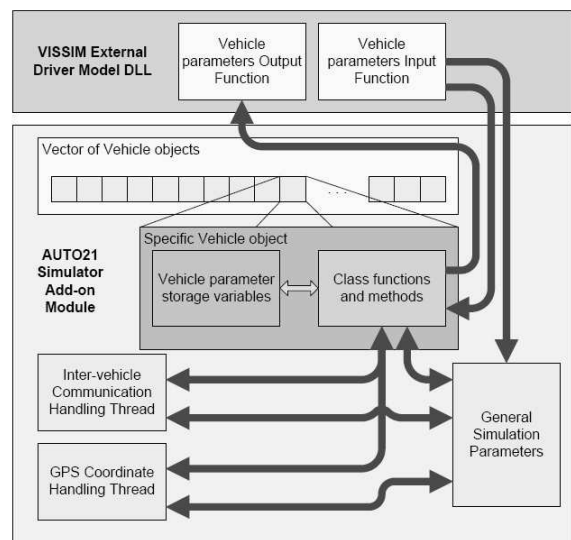 VISSIM External
Driver Model DLL
Vehicle
parameters Output
Function
Vehicle
parameters Input
Function
Vector of Vehicle objects
. . .
Specific Vehicle object
AUTO21
Simulator
Add-on
Module
Vehicle parameter
storage variables
Class functions
and methods
Inter-vehicle
Communication
Handling Thread
General
Simulation
Parameters
GPS Coordinate
Handling Thread